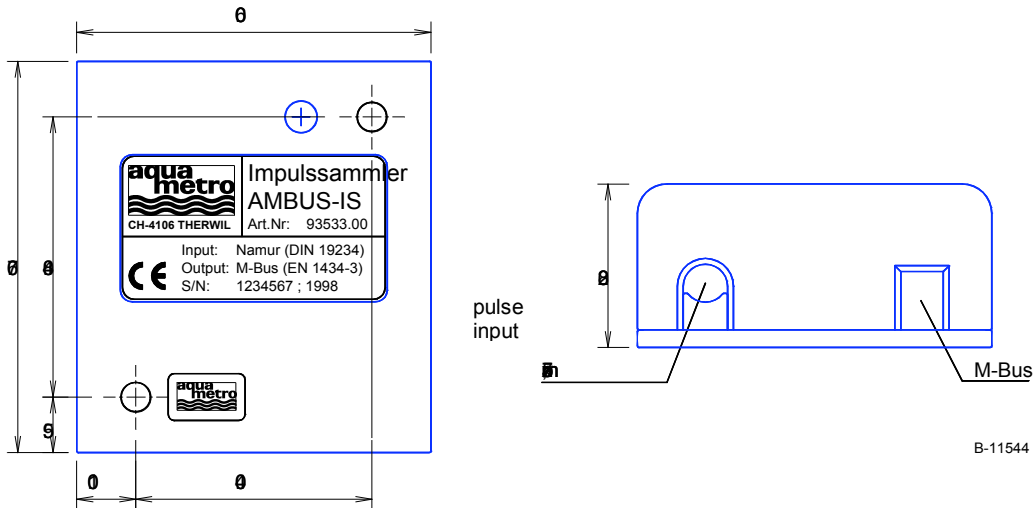 aqua
metro
CH-4106 THERWIL
Impulssammler
AMBUS-IS
Art.Nr: 93533.00
Input: Namur (DIN 19234)
Output: M-Bus (EN 1434-3)
S/N: 1234567 ; 1998
CE
aqua
metro
pulse
input
M-Bus
B-11544